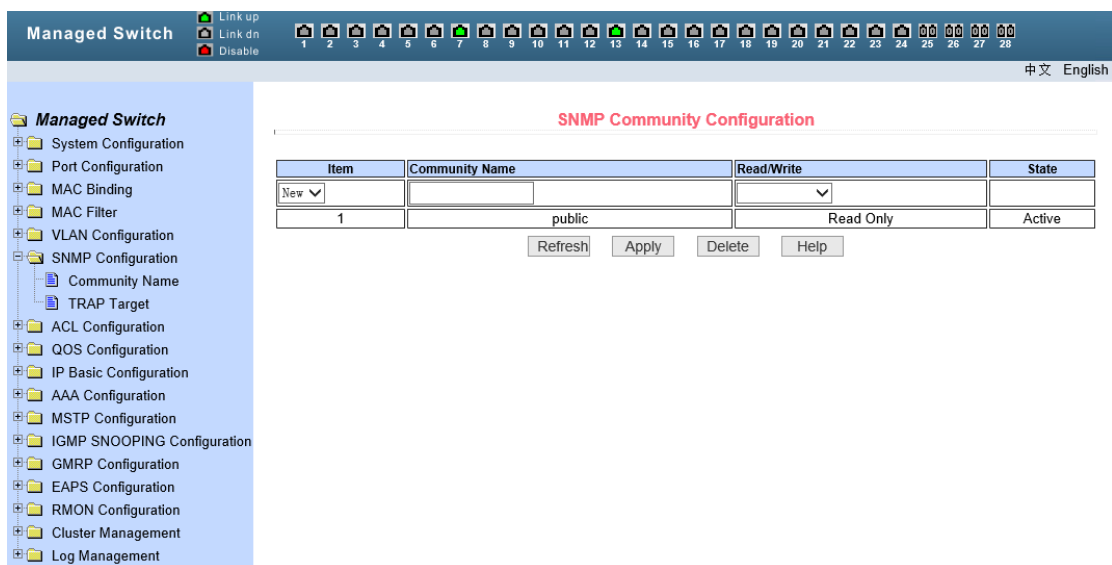 Managed Switch
Link up
Link dn
Disable
1 2 3 4 5 6 7 8 9 10 11 12 13 14 15 16 17 18 19 20 21 22 23 24 25 26 27 28
中文 English
Managed Switch
System Configuration
Port Configuration
MAC Binding
MAC Filter
VLAN Configuration
SNMP Configuration
Community Name
TRAP Target
ACL Configuration
QOS Configuration
IP Basic Configuration
AAA Configuration
MSTP Configuration
IGMP SNOOPING Configuration
GMRP Configuration
EAPS Configuration
RMON Configuration
Cluster Management
Log Management
SNMP Community Configuration
Item Community Name Read/Write State
New
1 public Read Only Active
Refresh Apply Delete Help